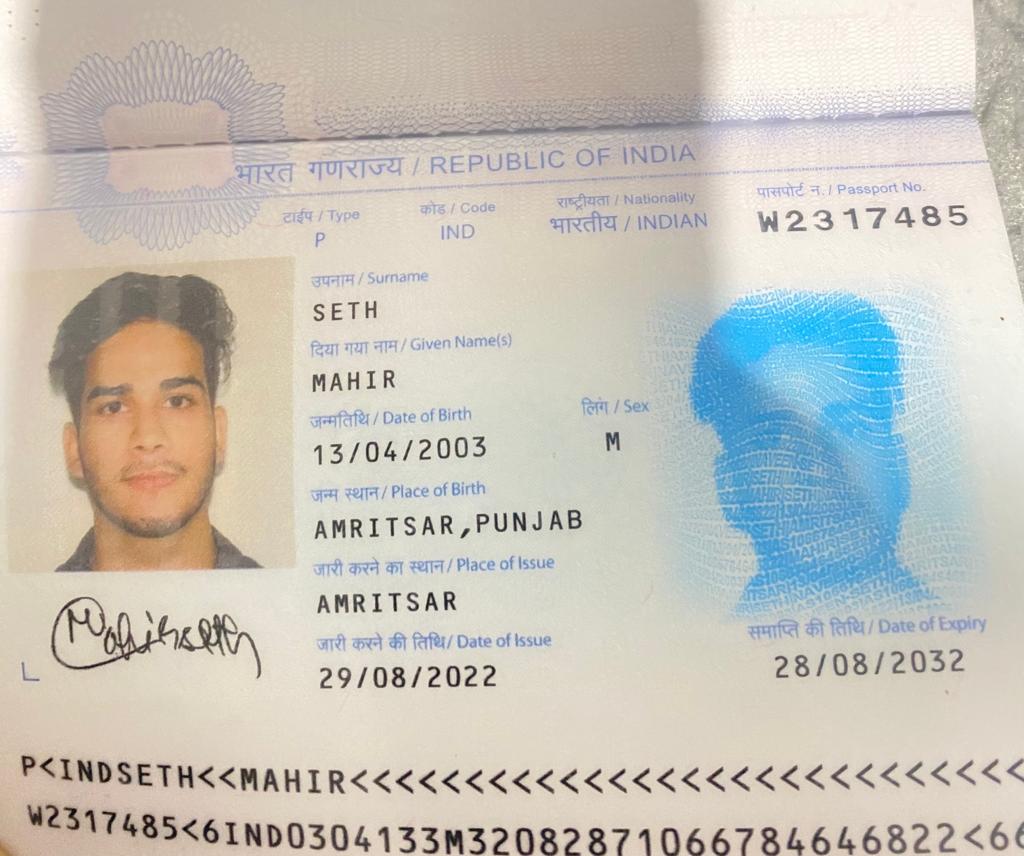 भारत गणराज्य / REPUBLIC OF INDIA
टाईप / Type
कोड / Code
राष्ट्रीयता / Nationality
पासपोर्ट न. / Passport No.
P
IND
भारतीय / INDIAN
W2317485
उपनाम / Surname
SETH
दिया गया नाम / Given Name(s)
MAHIR
जन्मतिथि / Date of Birth
लिंग / Sex
13/04/2003
M
जन्म स्थान / Place of Birth
AMRITSAR,PUNJAB
जारी करने का स्थान / Place of Issue
AMRITSAR
जारी करने की तिथि / Date of Issue
समाप्ति की तिथि / Date of Expiry
29/08/2022
28/08/2032
Mahirseth
P<INDSETH<<MAHIR<<<<<<<<<<<<<<<<<<<<<<<<<<<<
W2317485<6IND0304133M3208287106678464 6822<66